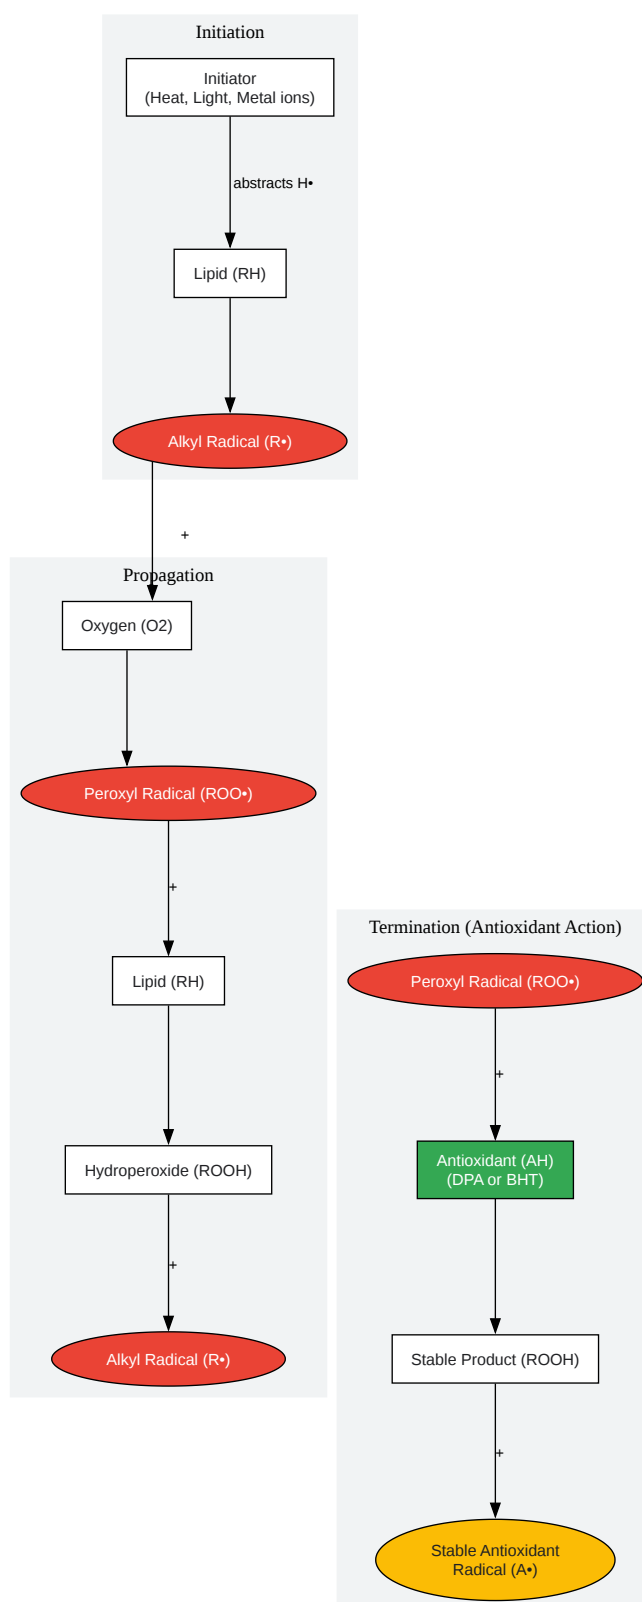 Initiation
Initiator
(Heat, Light, Metal ions)
abstracts H•
Lipid (RH)
Alkyl Radical (R•)
+
Propagation
Oxygen (O2)
Peroxyl Radical (ROO•)
+
Lipid (RH)
Hydroperoxide (ROOH)
+
Alkyl Radical (R•)
Termination (Antioxidant Action)
Peroxyl Radical (ROO•)
+
Antioxidant (AH)
(DPA or BHT)
Stable Product (ROOH)
+
Stable Antioxidant
Radical (A•)